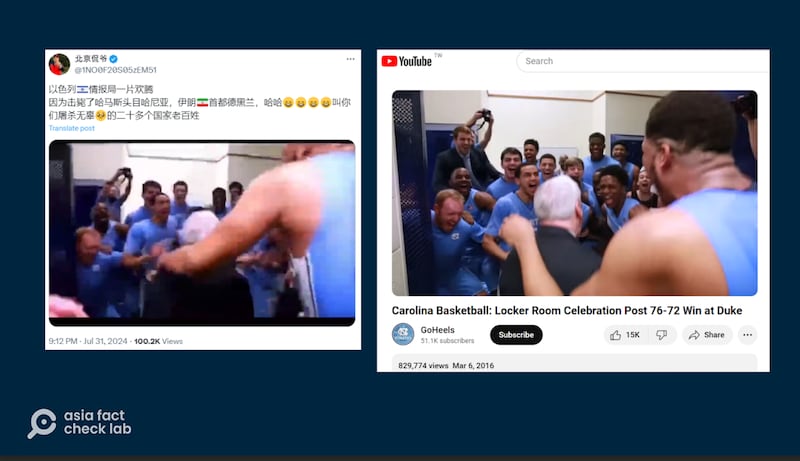 北京侃爷
@1NO0F20S05zEM51
以色列🇮🇱情报局一片欢腾
因为击毙了哈马斯头目哈尼亚，伊朗🇮🇷首都德黑兰，哈哈😄😄😄😄叫你
们屠杀无辜🥺的二十多个国家老百姓
Translate post
9:12 PM · Jul 31, 2024 · 100.2K Views
YouTube TW
Search
Carolina Basketball: Locker Room Celebration Post 76-72 Win at Duke
GoHeels
51.1K subscribers
Subscribe
15K
Share
829,774 views Mar 6, 2016
asia fact
check lab